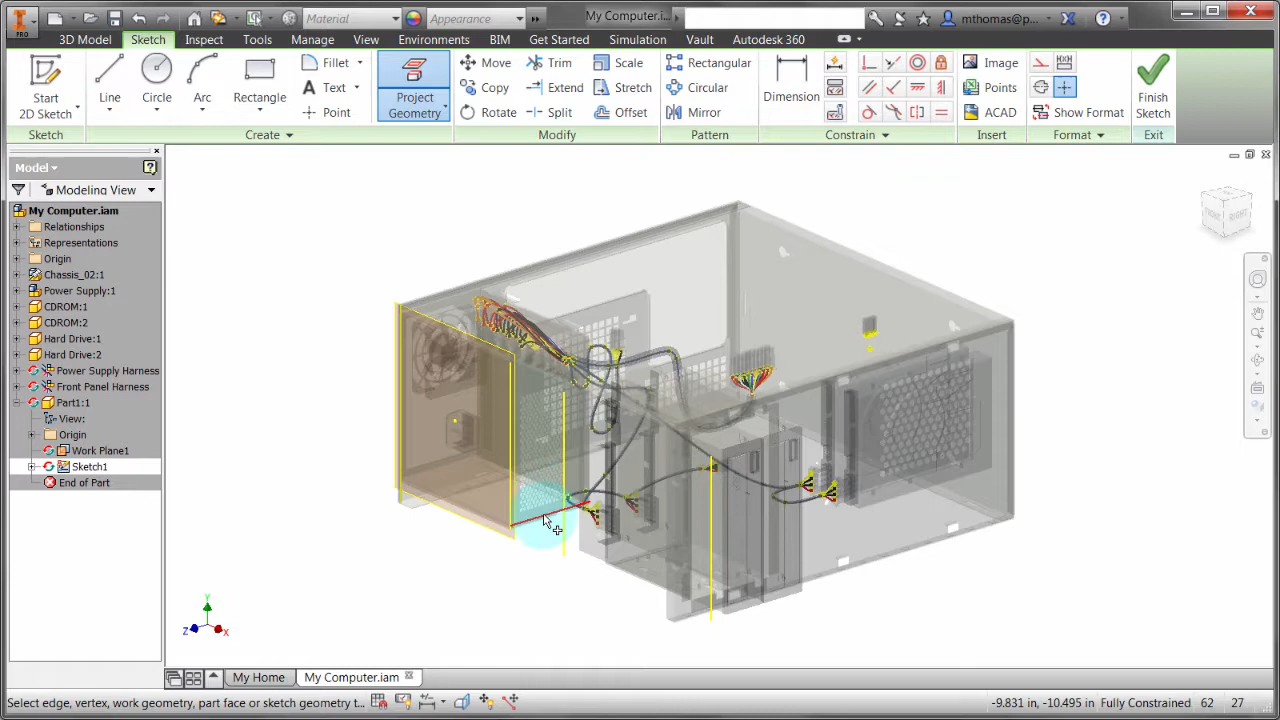 PRO
Material
Appearance
My Computer.i...
mthomas@p...
3D Model
Sketch
Inspect
Tools
Manage
View
Environments
BIM
Get Started
Simulation
Vault
Autodesk 360
Start
2D Sketch
Line
Circle
Arc
Rectangle
Fillet
Text
Point
Project
Geometry
Move
Copy
Rotate
Trim
Extend
Split
Scale
Stretch
Offset
Rectangular
Circular
Mirror
Dimension
Image
Points
ACAD
Show Format
Finish
Sketch
Sketch
Create
Modify
Pattern
Constrain
Insert
Format
Exit
Model
Modeling View
My Computer.iam
Relationships
Representations
Origin
Chassis_02:1
Power Supply:1
CDROM:1
CDROM:2
Hard Drive:1
Hard Drive:2
Power Supply Harness
Front Panel Harness
Part1:1
View:
Origin
Work Plane1
Sketch1
End of Part
RIGHT
Y
Z
X
My Home
My Computer.iam
Select edge, vertex, work geometry, part face or sketch geometry t...
-9.831 in, -10.495 in
Fully Constrained
62
27